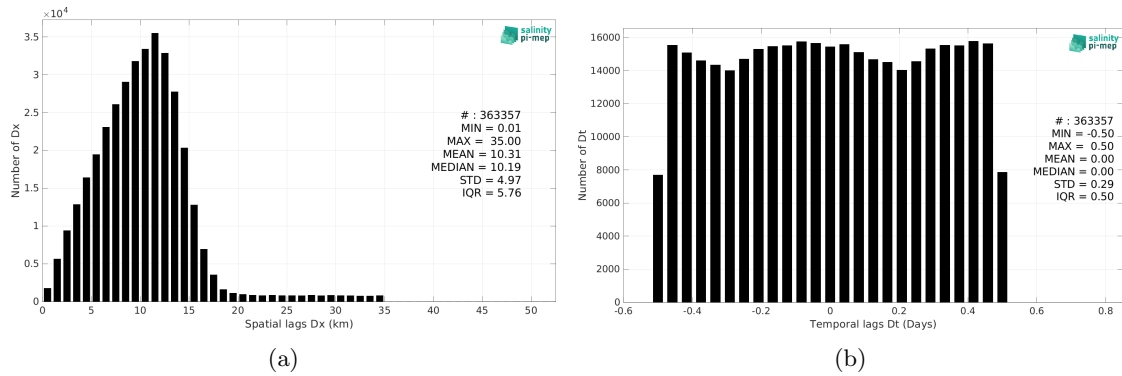 ×10⁴
3.5
3
2.5
2
1.5
1
0.5
0
Number of Dx
salinity
pi-mep
# : 363357
MIN = 0.01
MAX = 35.00
MEAN = 10.31
MEDIAN = 10.19
STD = 4.97
IQR = 5.76
0 5 10 15 20 25 30 35 40 45 50
Spatial lags Dx (km)
(a)
16000
14000
12000
10000
8000
6000
4000
2000
0
Number of Dt
salinity
pi-mep
# : 363357
MIN = -0.50
MAX = 0.50
MEAN = 0.00
MEDIAN = 0.00
STD = 0.29
IQR = 0.50
-0.6 -0.4 -0.2 0 0.2 0.4 0.6 0.8
Temporal lags Dt (Days)
(b)